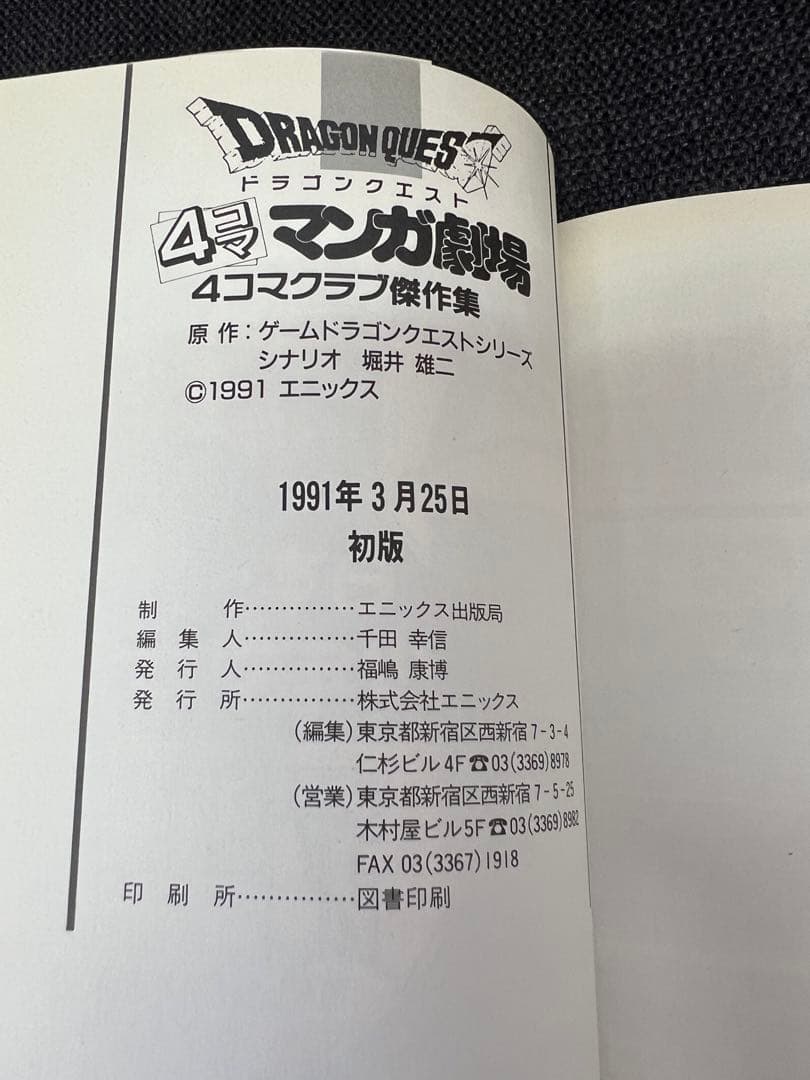 DRAGON QUEST
ドラゴンクエスト
4コママンガ劇場
4コマクラブ傑作集
原作：ゲームドラゴンクエストシリーズ
シナリオ 堀井 雄二
©1991 エニックス
1991年3月25日
初版
制作……………エニックス出版局
編集人……………千田 幸信
発行人……………福嶋 康博
発行所……………株式会社エニックス
(編集)東京都新宿区西新宿7-3-4
仁杉ビル4F☎03(3369)8978
(営業)東京都新宿区西新宿7-5-25
木村屋ビル5F☎03(3369)8982
FAX 03(3367)1918
印刷所……………図書印刷